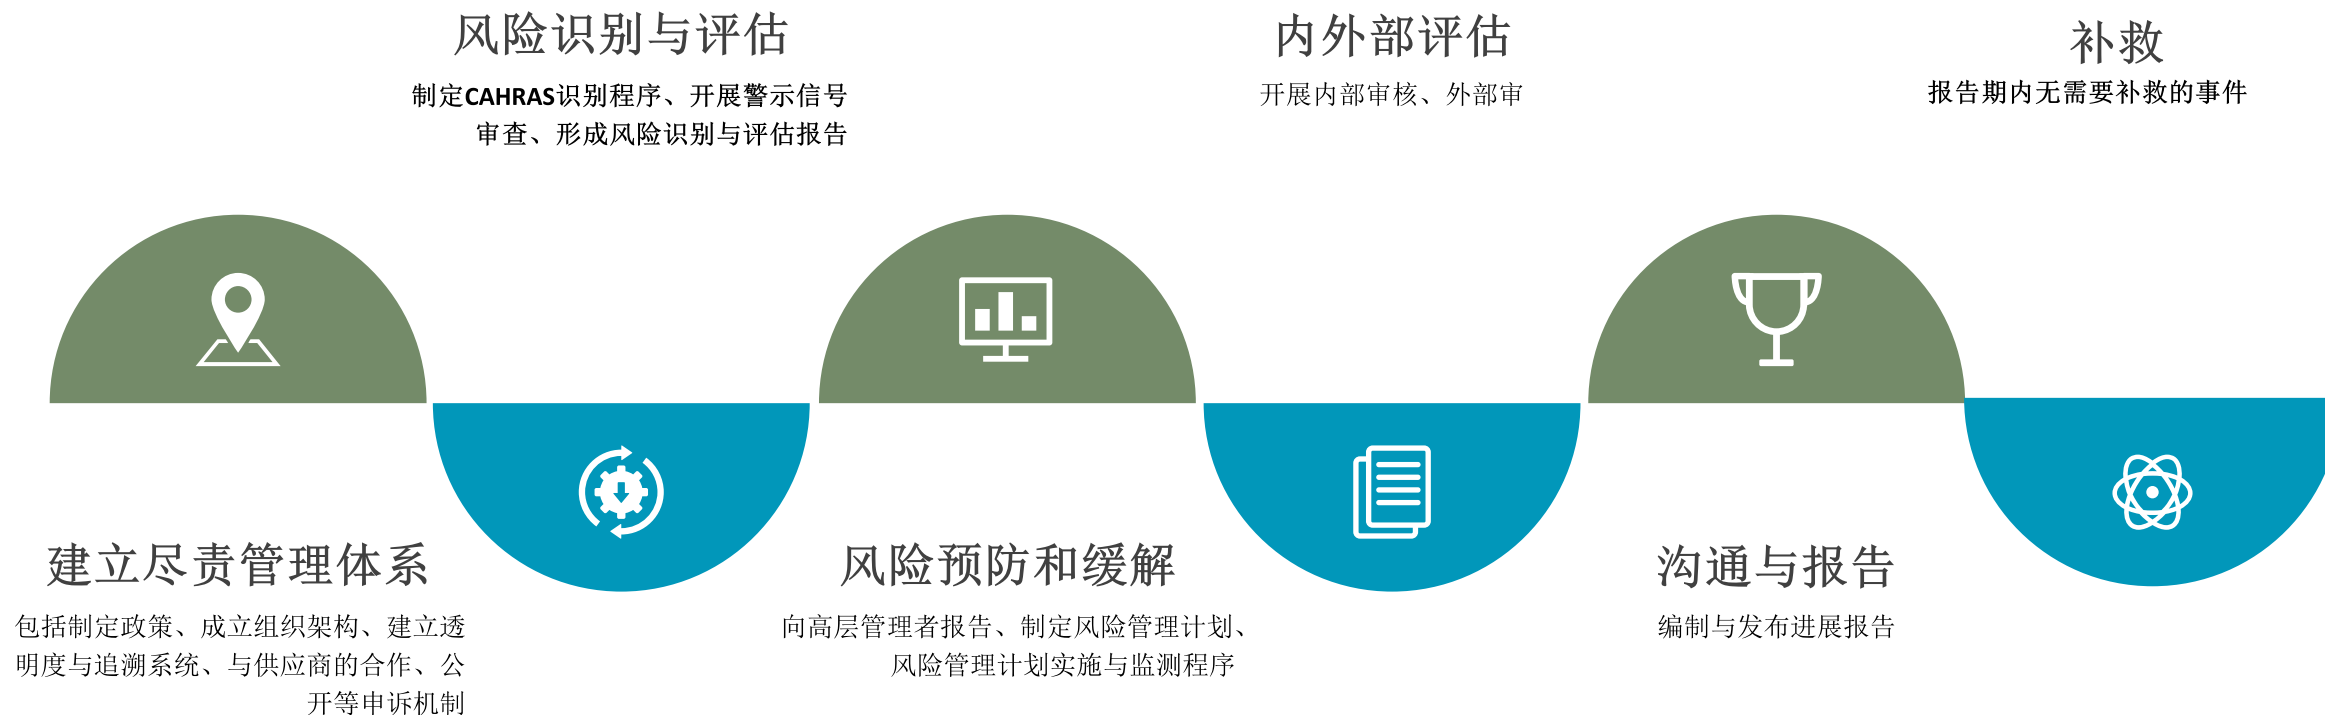 风险识别与评估
制定CAHRAS识别程序、开展警示信号
审查、形成风险识别与评估报告
内外部评估
开展内部审核、外部审
补救
报告期内无需要补救的事件
建立尽责管理体系
包括制定政策、成立组织架构、建立透
明度与追溯系统、与供应商的合作、公
开等申诉机制
风险预防和缓解
向高层管理者报告、制定风险管理计划、
风险管理计划实施与监测程序
沟通与报告
编制与发布进展报告